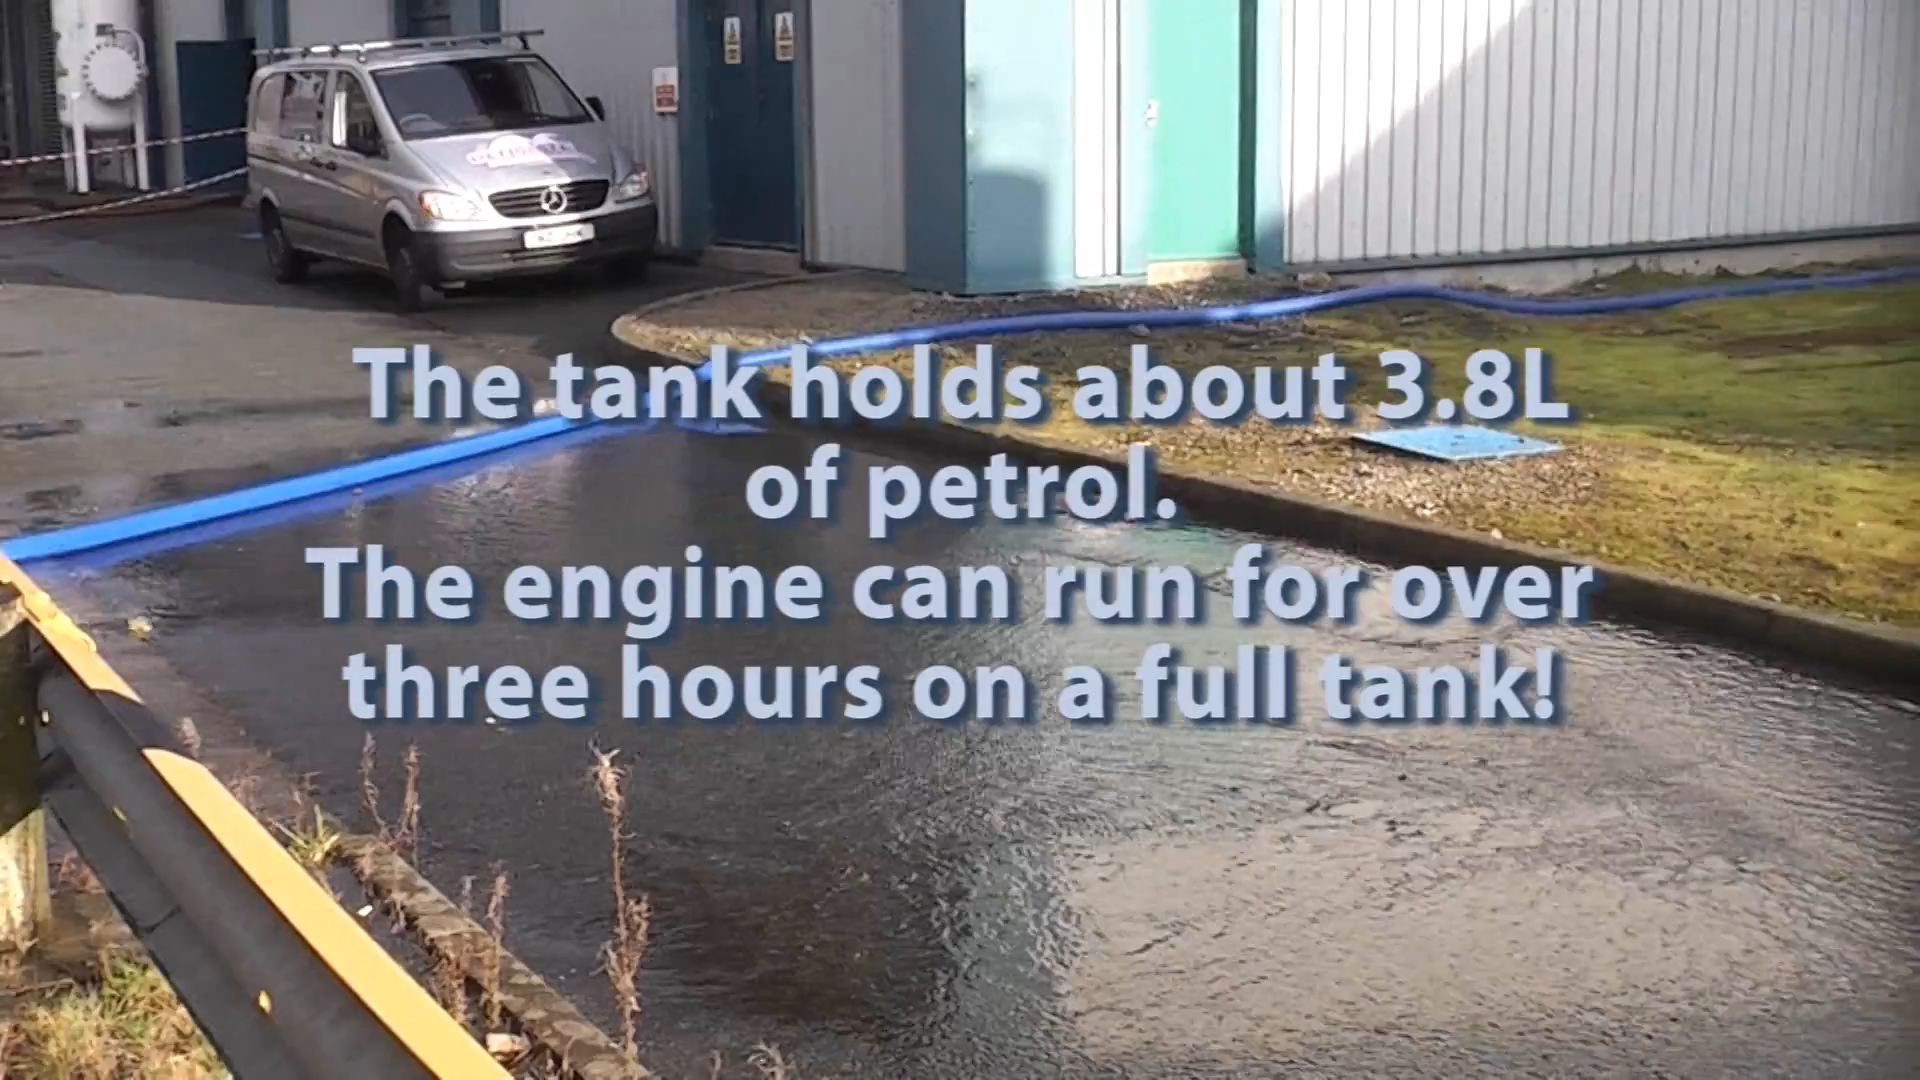 The tank holds about 3.8L
of petrol.
The engine can run for over
three hours on a full tank!